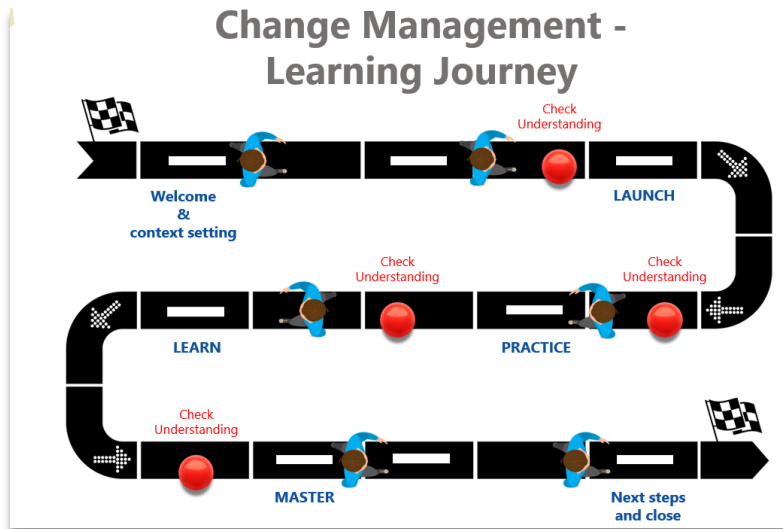 Change Management -
Learning Journey
Check
Understanding
Welcome
&
context setting
LAUNCH
Check
Understanding
Check
Understanding
LEARN
PRACTICE
Check
Understanding
MASTER
Next steps
and close